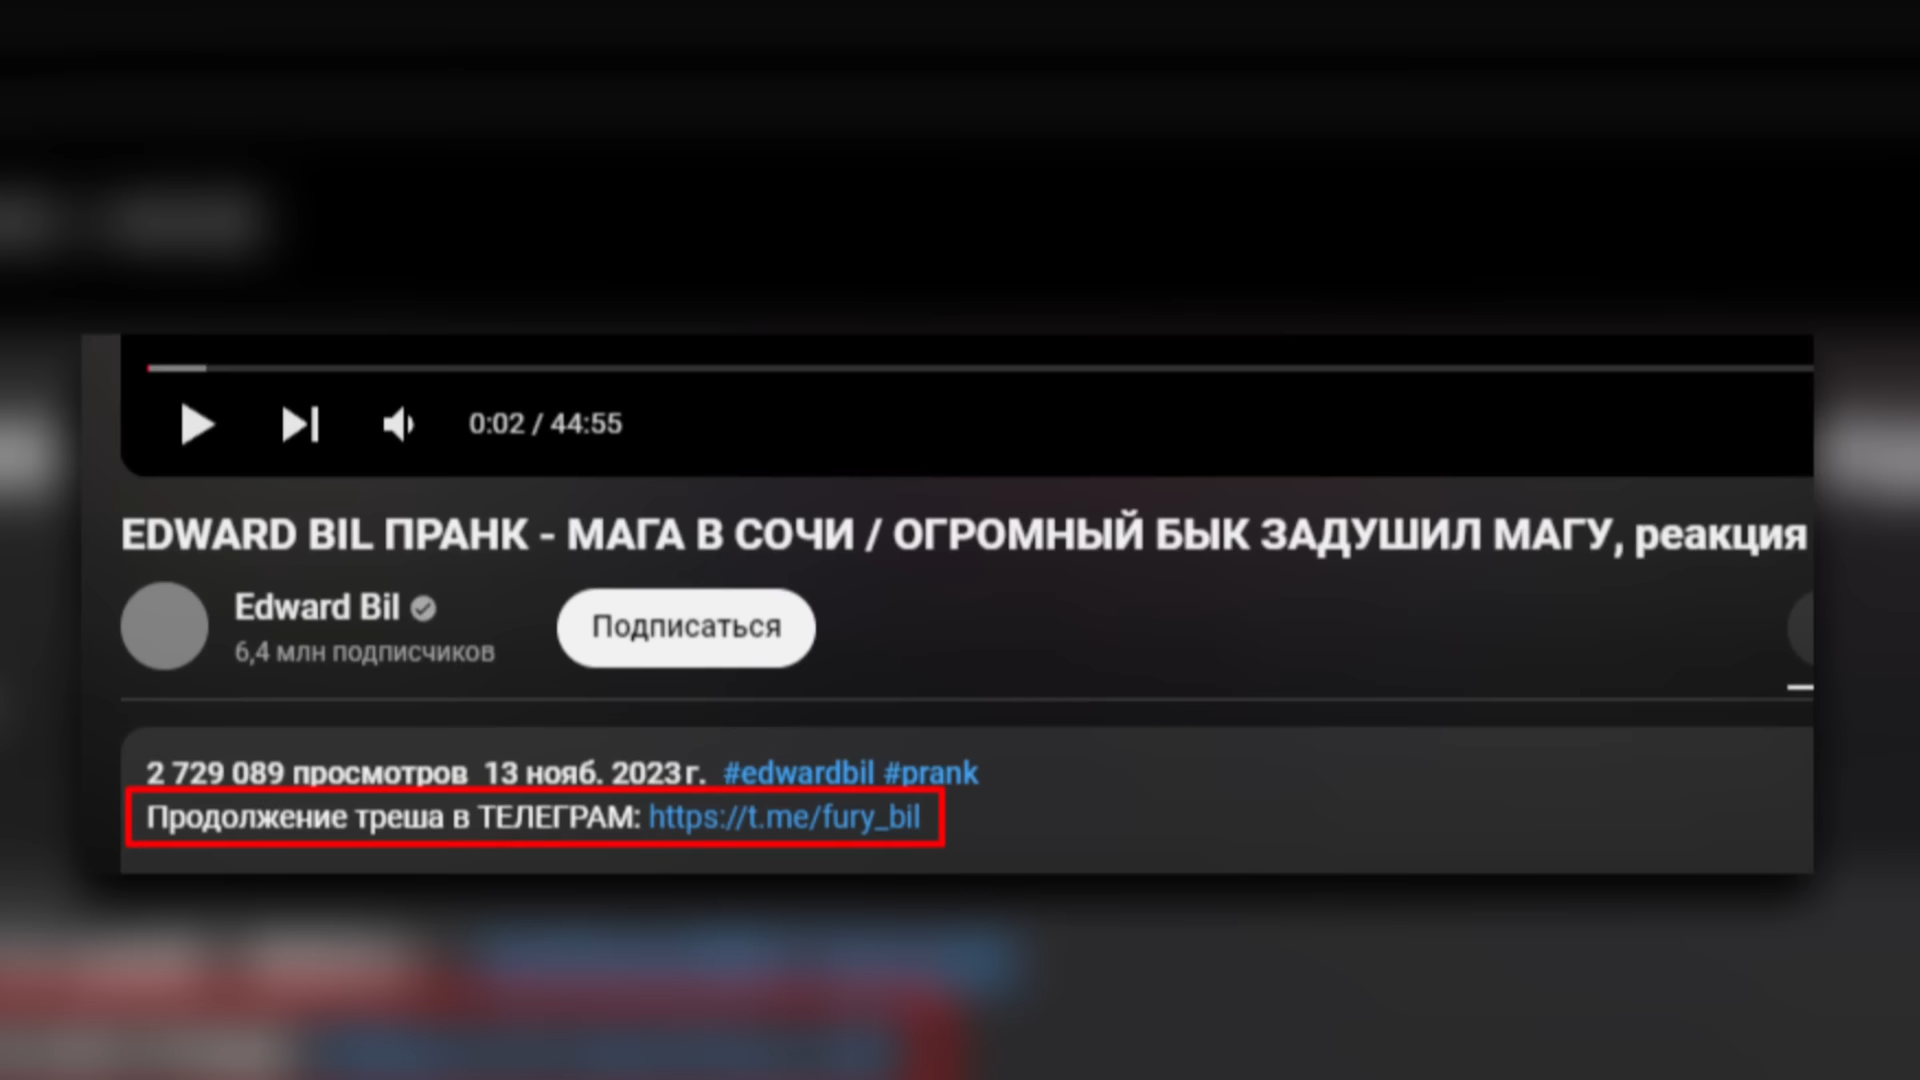 0:02 / 44:55
EDWARD BIL ПРАНК - МАГА В СОЧИ / ОГРОМНЫЙ БЫК ЗАДУШИЛ МАГУ, реакция
Edward Bil
6,4 млн подписчиков
Подписаться
2 729 089 просмотров 13 нояб. 2023 г. #edwardbil #prank
Продолжение треша в ТЕЛЕГРАМ: https://t.me/fury_bil